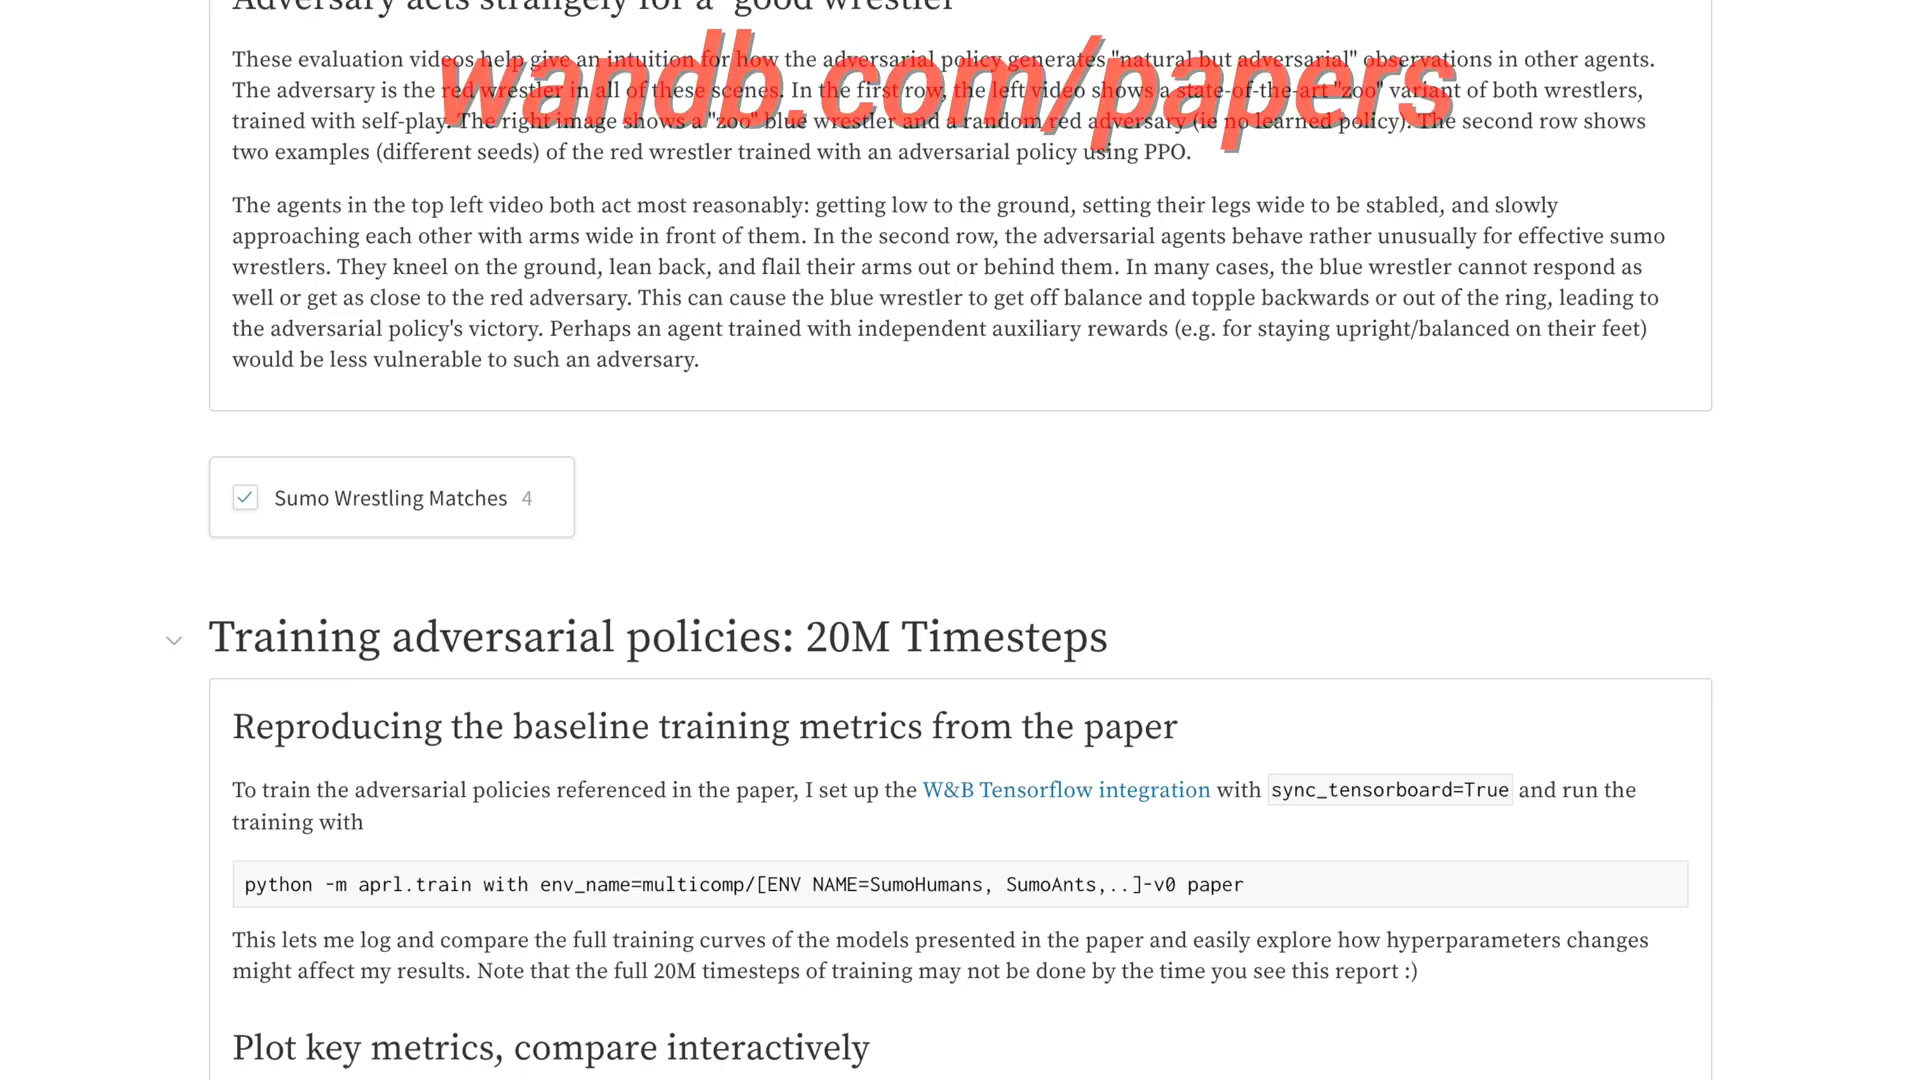 Adversary acts strangely for a "good wrestler"
wandb.com/papers
These evaluation videos help give an intuition for how the adversarial policy generates "natural but adversarial" observations in other agents.
The adversary is the red wrestler in all of these scenes. In the first row, the left video shows a state-of-the-art "zoo" variant of both wrestlers,
trained with self-play. The right image shows a "zoo" blue wrestler and a random red adversary (ie no learned policy). The second row shows
two examples (different seeds) of the red wrestler trained with an adversarial policy using PPO.
The agents in the top left video both act most reasonably: getting low to the ground, setting their legs wide to be stabled, and slowly
approaching each other with arms wide in front of them. In the second row, the adversarial agents behave rather unusually for effective sumo
wrestlers. They kneel on the ground, lean back, and flail their arms out or behind them. In many cases, the blue wrestler cannot respond as
well or get as close to the red adversary. This can cause the blue wrestler to get off balance and topple backwards or out of the ring, leading to
the adversarial policy's victory. Perhaps an agent trained with independent auxiliary rewards (e.g. for staying upright/balanced on their feet)
would be less vulnerable to such an adversary.
Sumo Wrestling Matches 4
Training adversarial policies: 20M Timesteps
Reproducing the baseline training metrics from the paper
To train the adversarial policies referenced in the paper, I set up the W&B Tensorflow integration with sync_tensorboard=True and run the
training with
python -m aprl.train with env_name=multicomp/[ENV NAME=SumoHumans, SumoAnts,..]-v0 paper
This lets me log and compare the full training curves of the models presented in the paper and easily explore how hyperparameters changes
might affect my results. Note that the full 20M timesteps of training may not be done by the time you see this report :)
Plot key metrics, compare interactively